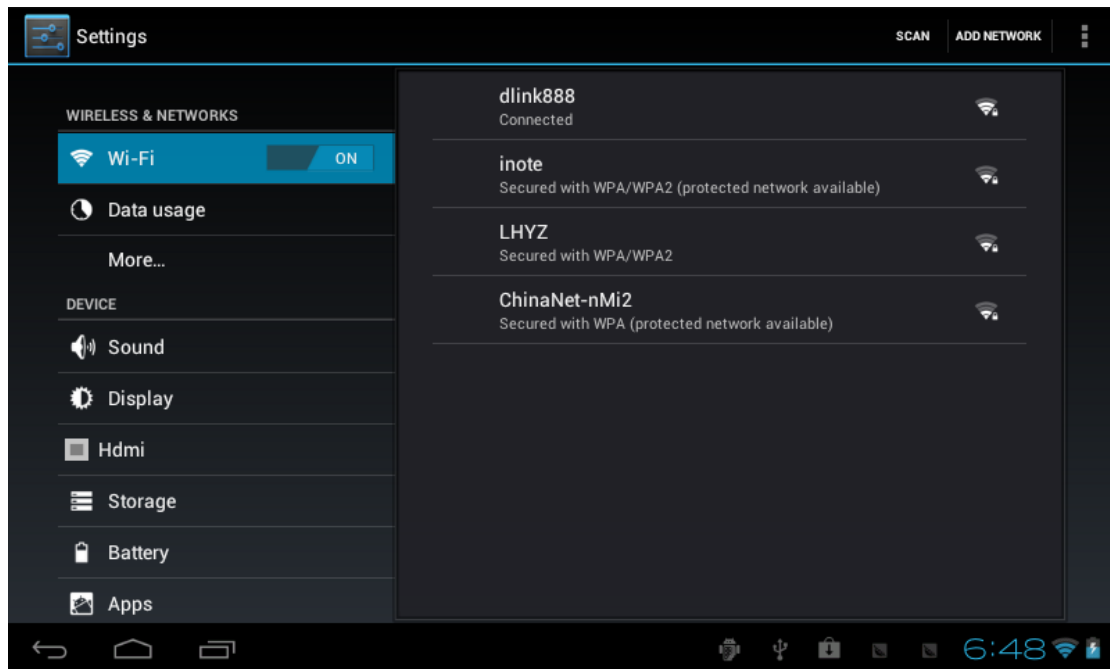 Settings
SCAN
ADD NETWORK
WIRELESS & NETWORKS
Wi-Fi
ON
Data usage
More...
DEVICE
Sound
Display
Hdmi
Storage
Battery
Apps
dlink888
Connected
inote
Secured with WPA/WPA2 (protected network available)
LHYZ
Secured with WPA/WPA2
ChinaNet-nMi2
Secured with WPA (protected network available)
6:48